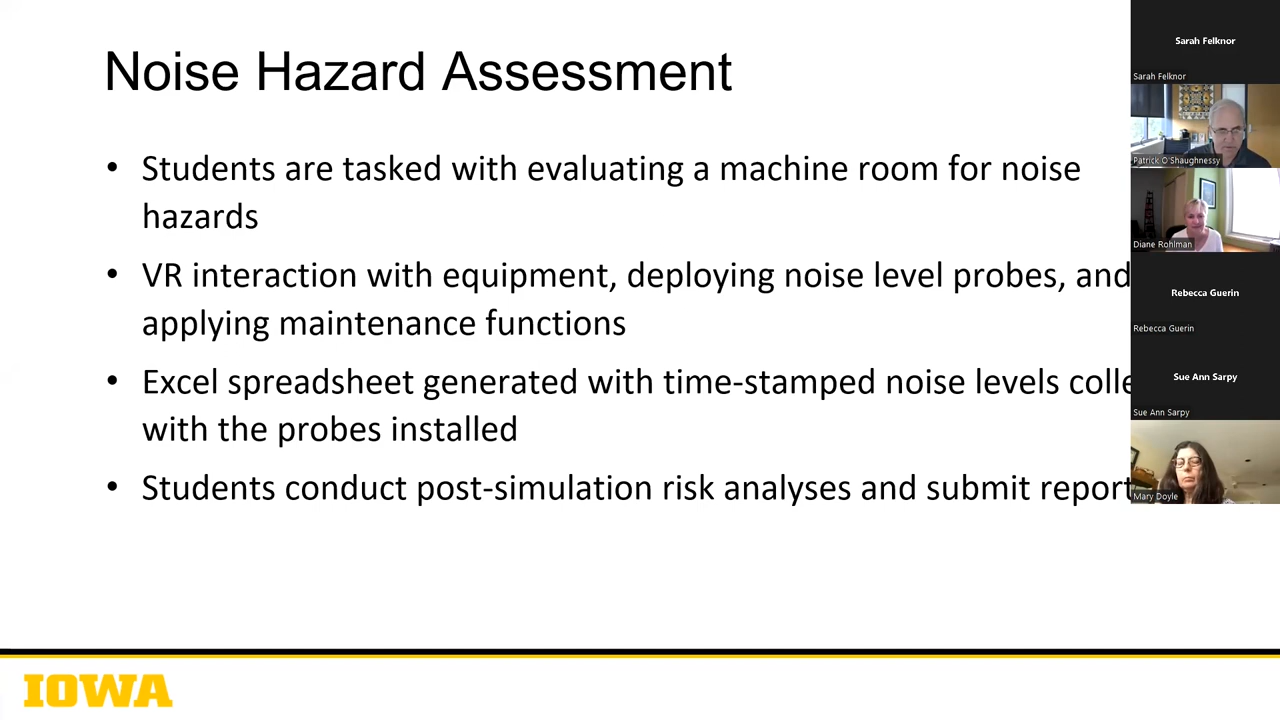 Noise Hazard Assessment
• Students are tasked with evaluating a machine room for noise
hazards
• VR interaction with equipment, deploying noise level probes, and
applying maintenance functions
• Excel spreadsheet generated with time-stamped noise levels colle
with the probes installed
• Students conduct post-simulation risk analyses and submit report
IOWA
Sarah Felknor
Sarah Felknor
Patrick O'Shaughnessy
Diane Rohlman
Rebecca Guerin
Rebecca Guerin
Sue Ann Sarpy
Sue Ann Sarpy
Mary Doyle